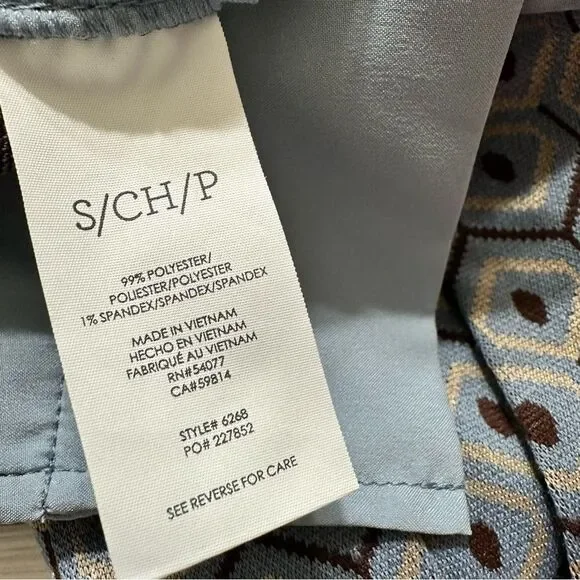 S/CH/P
99% POLYESTER/
POLIESTER/POLYESTER
1% SPANDEX/SPANDEX/SPANDEX
MADE IN VIETNAM
HECHO EN VIETNAM
FABRIQUÉ AU VIETNAM
RN#54077
CA#59814
STYLE# 6268
PO# 227852
SEE REVERSE FOR CARE